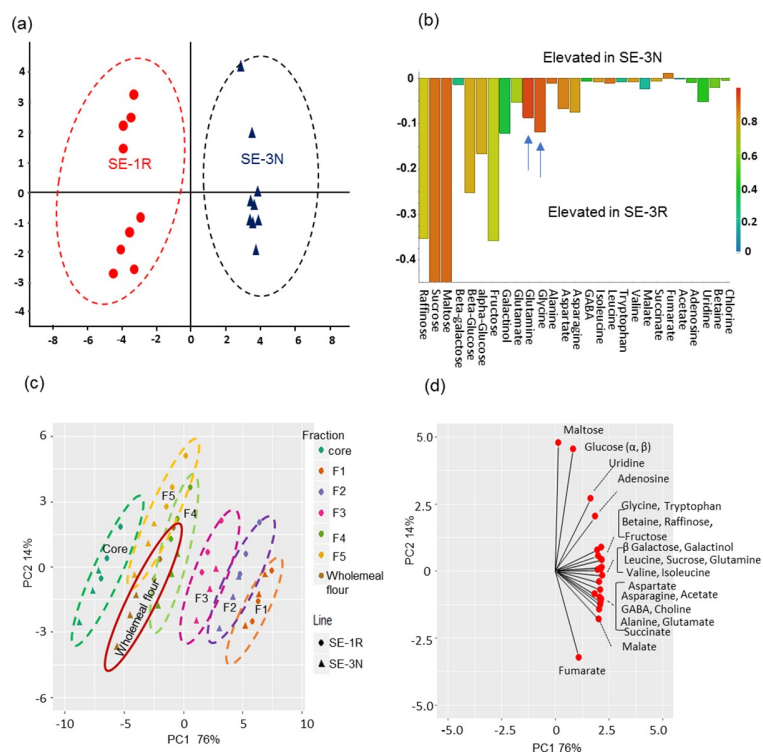 (a)
4
3
2
1
0
-1
-2
-3
-4
-8
-6
-4
-2
0
2
4
6
8
SE-1R
SE-3N
(b)
Elevated in SE-3N
0
-0.1
-0.2
-0.3
-0.4
Elevated in SE-3R
0.8
0.6
0.4
0.2
0
Raffinose
Sucrose
Maltose
Beta-galactose
Beta-Glucose
alpha-Glucose
Fructose
Galactinol
Glutamate
Glutamine
Glycine
Alanine
Aspartate
Asparagine
GABA
Isoleucine
Leucine
Tryptophan
Valine
Malate
Succinate
Fumarate
Acetate
Adenosine
Uridine
Betaine
Chlorine
(c)
6
3
0
-3
-6
PC2 14%
-10
-5
0
5
10
PC1 76%
Core
F5
F4
Wholemeal flour
F3
F2
F1
Fraction
core
F1
F2
F3
F4
F5
Wholemeal flour
Line
SE-1R
SE-3N
(d)
5.0
2.5
0.0
-2.5
-5.0
PC2 14%
-5.0
-2.5
0.0
2.5
5.0
PC1 76%
Maltose
Glucose (α, β)
Uridine
Adenosine
Glycine, Tryptophan
Betaine, Raffinose,
Fructose
β Galactose, Galactinol
Leucine, Sucrose, Glutamine
Valine, Isoleucine
Aspartate
Asparagine, Acetate
GABA, Choline
Alanine, Glutamate
Succinate
Malate
Fumarate